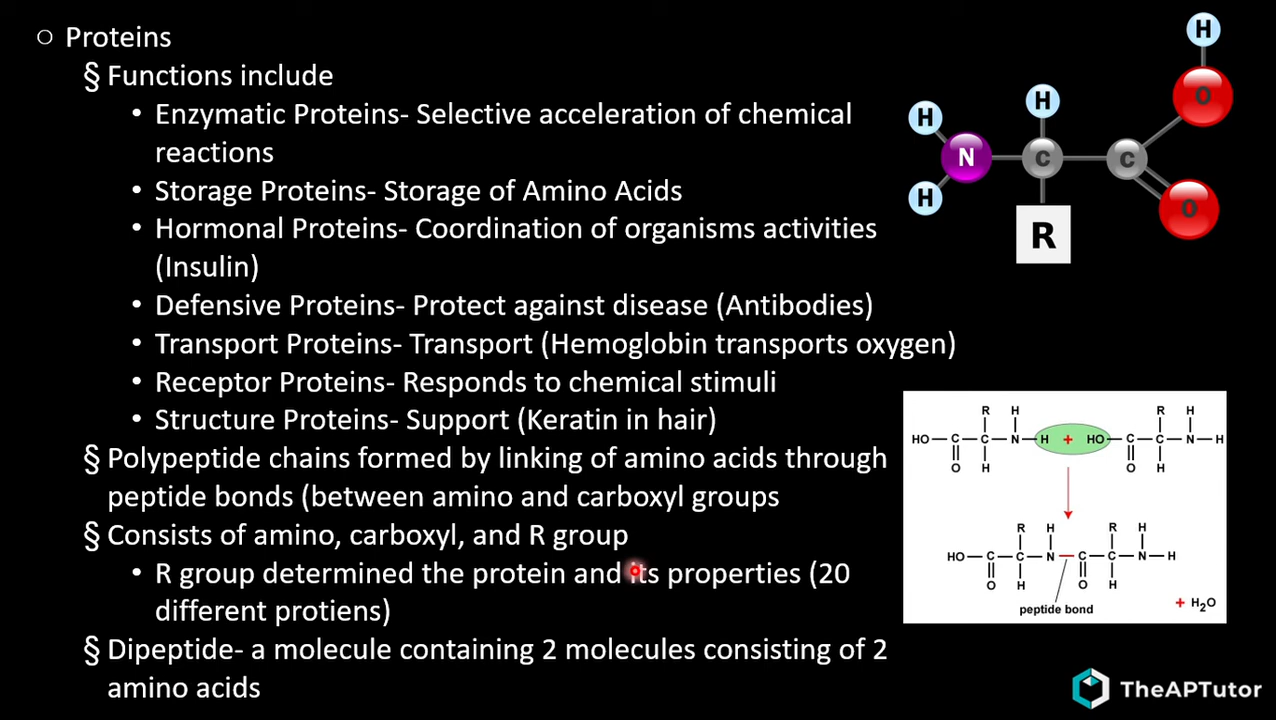 ○ Proteins
§ Functions include
• Enzymatic Proteins- Selective acceleration of chemical
reactions
• Storage Proteins- Storage of Amino Acids
• Hormonal Proteins- Coordination of organisms activities
(Insulin)
• Defensive Proteins- Protect against disease (Antibodies)
• Transport Proteins- Transport (Hemoglobin transports oxygen)
• Receptor Proteins- Responds to chemical stimuli
• Structure Proteins- Support (Keratin in hair)
§ Polypeptide chains formed by linking of amino acids through
peptide bonds (between amino and carboxyl groups
§ Consists of amino, carboxyl, and R group
• R group determined the protein and its properties (20
different protiens)
§ Dipeptide- a molecule containing 2 molecules consisting of 2
amino acids
H
O
H H
N C C
H O
R
R H R H
HO C C N H + HO C C N H
O H O H
R H R H
HO C C N C C N H
O H O H
peptide bond + H₂O
TheAPTutor